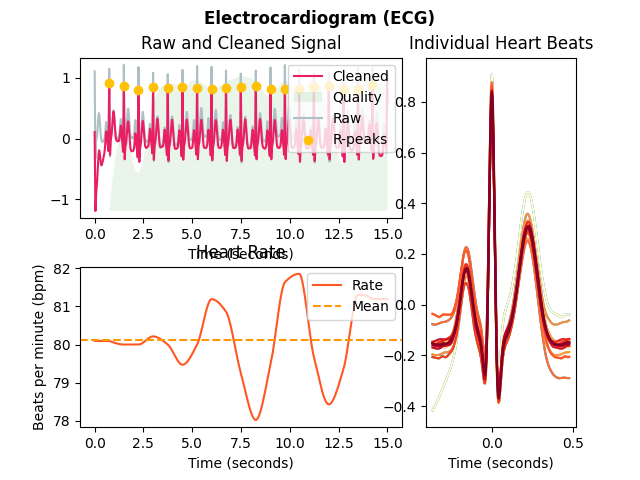 Electrocardiogram (ECG)
Raw and Cleaned Signal
1
0
−1
Cleaned
Quality
Raw
R-peaks
0.0 2.5 5.0 7.5 10.0 12.5 15.0
Time (seconds)
Heart Rate
Beats per minute (bpm)
82
81
80
79
78
Rate
Mean
0.0 2.5 5.0 7.5 10.0 12.5 15.0
Time (seconds)
Individual Heart Beats
0.8
0.6
0.4
0.2
0.0
−0.2
−0.4
0.0 0.5
Time (seconds)